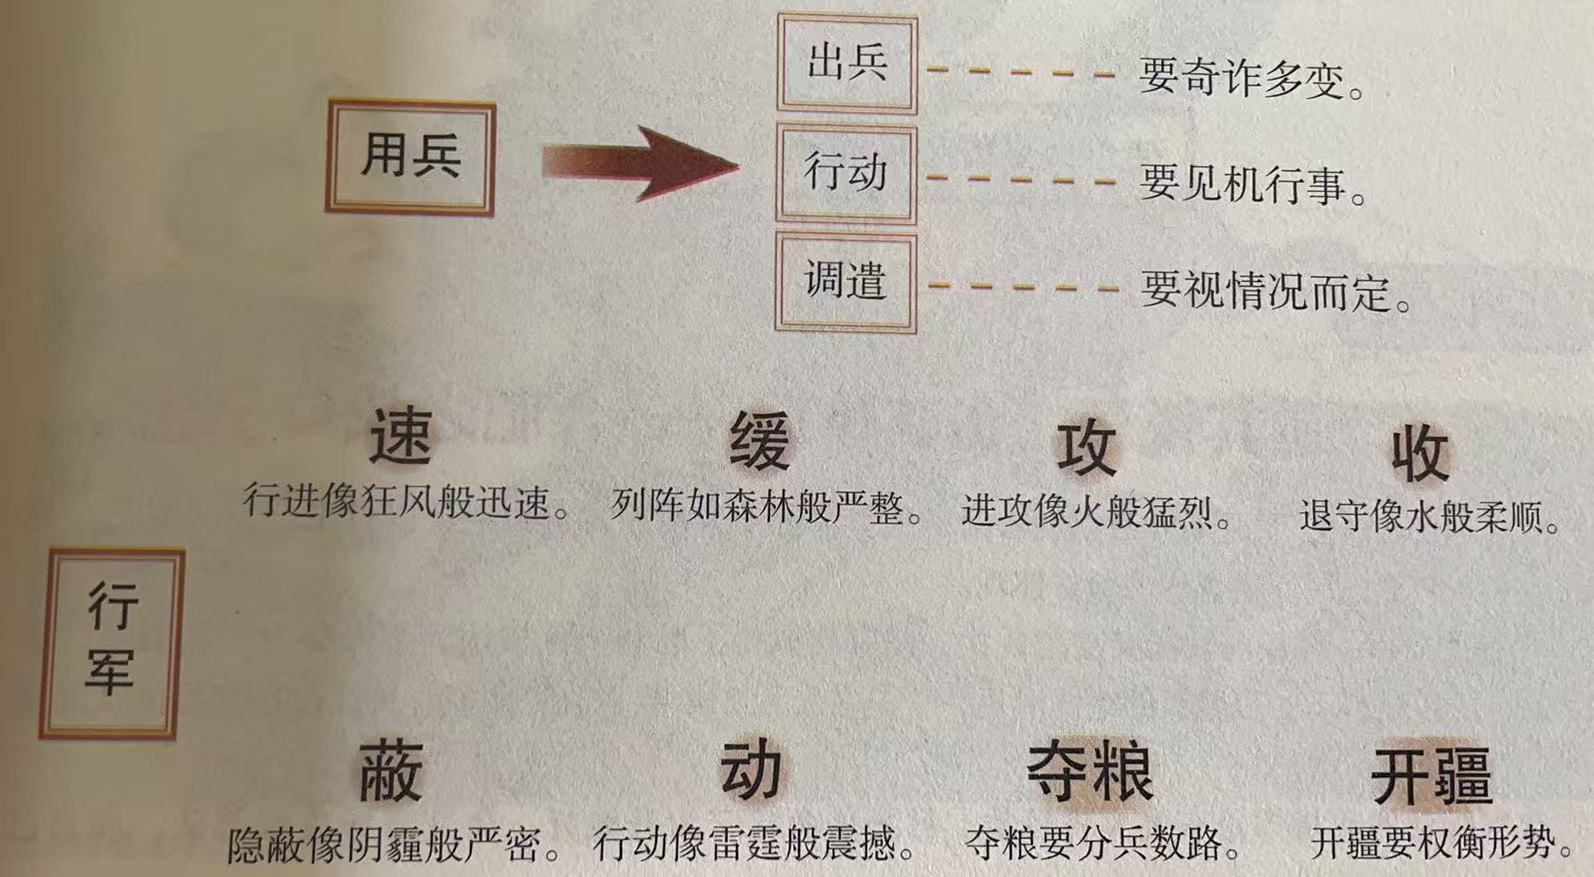 用兵
出兵 要奇诈多变。
行动 要见机行事。
调遣 要视情况而定。
行军
速 缓 攻 收
行进像狂风般迅速。 列阵如森林般严整。 进攻像火般猛烈。 退守像水般柔顺。
蔽 动 夺粮 开疆
隐蔽像阴霾般严密。 行动像雷霆般震撼。 夺粮要分兵数路。 开疆要权衡形势。